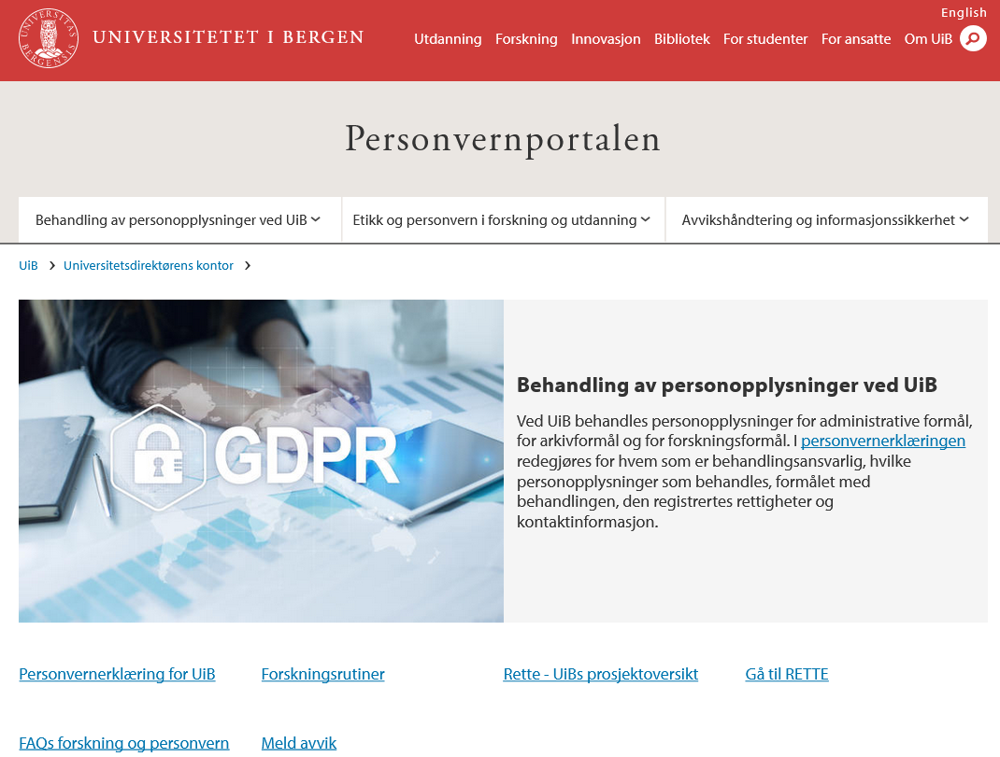 English
UNIVERSITAS BERGENSIS
UNIVERSITETET I BERGEN
Utdanning Forskning Innovasjon Bibliotek For studenter For ansatte Om UiB
Personvernportalen
Behandling av personopplysninger ved UiB Etikk og personvern i forskning og utdanning Avvikshåndtering og informasjonssikkerhet
UiB Universitetsdirektørens kontor
GDPR
Behandling av personopplysninger ved UiB
Ved UiB behandles personopplysninger for administrative formål,
for arkivformål og for forskningsformål. I personvernerklæringen
redegjøres for hvem som er behandlingsansvarlig, hvilke
personopplysninger som behandles, formålet med
behandlingen, den registrertes rettigheter og
kontaktinformasjon.
Personvernerklæring for UiB Forskningsrutiner Rette - UiBs prosjektoversikt Gå til RETTE
FAQs forskning og personvern Meld avvik